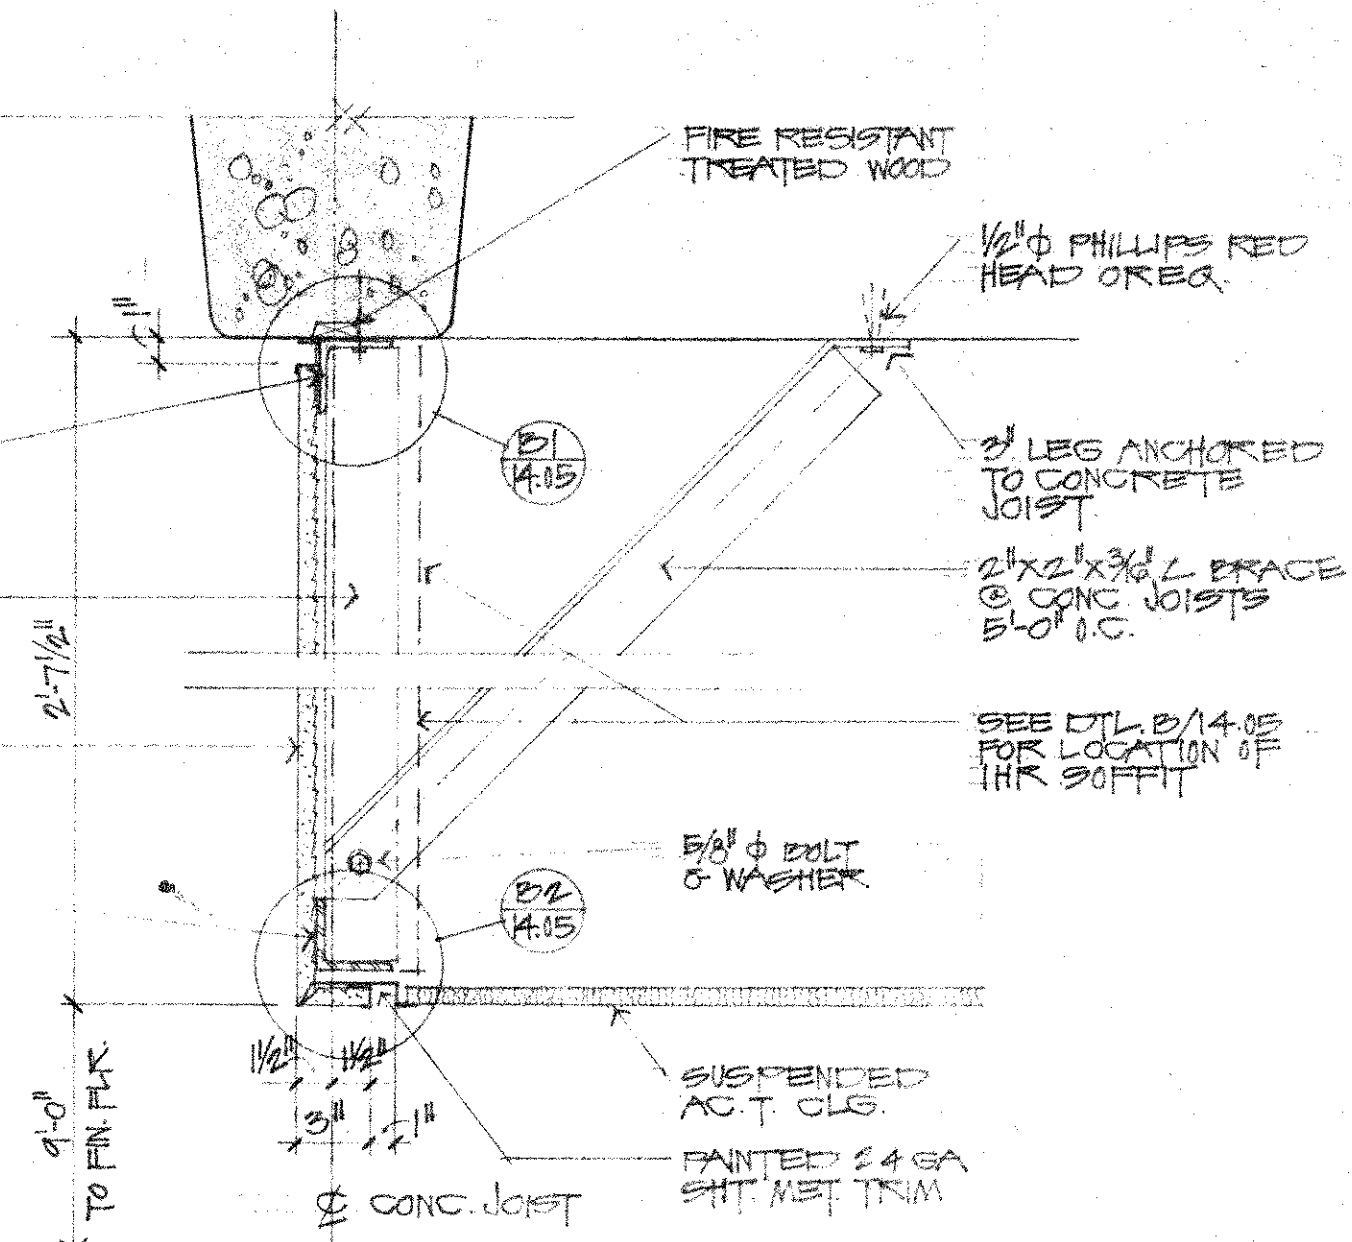 FIRE RESISTANT
TREATED WOOD
1/2" ϕ PHILLIPS RED
HEAD OR EQ.
1"
B1
14.05
3" LEG ANCHORED
TO CONCRETE
JOIST
2"X2"X3/16" L BRACE
@ CONC JOISTS
5'-0" O.C.
2'-7 1/2"
SEE DTL. B/14.05
FOR LOCATION OF
1HR SOFFIT
5/8" ϕ BOLT
& WASHER
B2
14.05
1 1/2"
1 1/2"
3"
1"
SUSPENDED
AC. T. CLG.
9'-0"
TO FIN. FLR.
PAINTED 24 GA
SHT. MET. TRIM
℄ CONC. JOIST